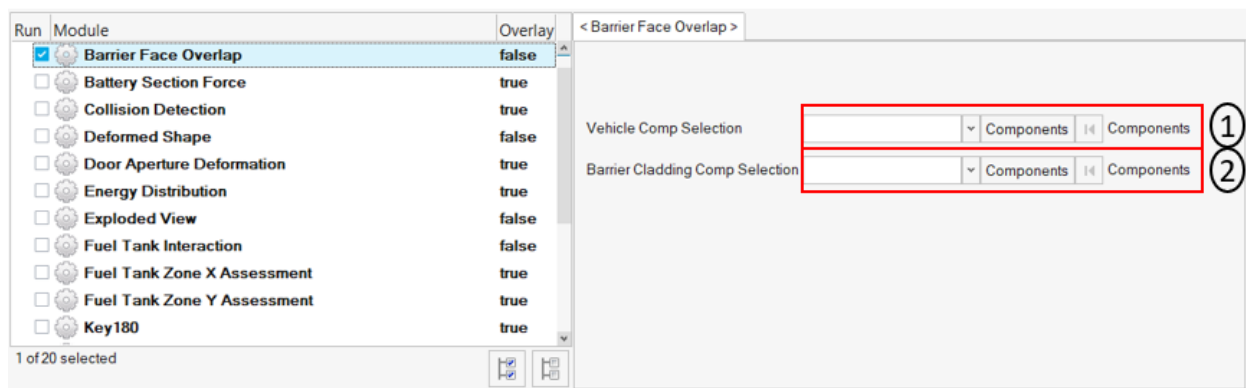 Run Module Overlay
Barrier Face Overlap false
Battery Section Force true
Collision Detection true
Deformed Shape false
Door Aperture Deformation true
Energy Distribution true
Exploded View false
Fuel Tank Interaction false
Fuel Tank Zone X Assessment true
Fuel Tank Zone Y Assessment true
Key180 true
1 of 20 selected
< Barrier Face Overlap >
Vehicle Comp Selection Components Components 1
Barrier Cladding Comp Selection Components Components 2